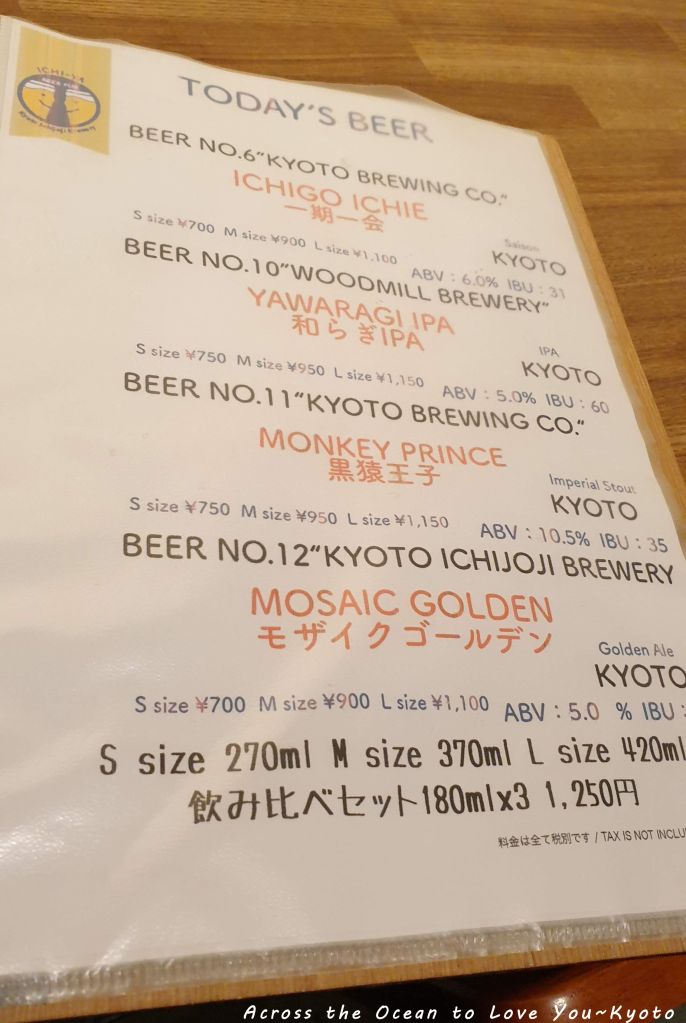 ICHI-YA
BEER PUB
TODAY'S BEER
BEER NO.6"KYOTO BREWING CO."
ICHIGO ICHIE
一期一会
Saison
S size ¥700 M size ¥900 L size ¥1,100
KYOTO
ABV : 6.0% IBU : 31
BEER NO.10"WOODMILL BREWERY"
YAWARAGI IPA
和らぎIPA
IPA
S size ¥750 M size ¥950 L size ¥1,150
KYOTO
ABV : 5.0% IBU : 60
BEER NO.11"KYOTO BREWING CO."
MONKEY PRINCE
黒猿王子
Imperial Stout
S size ¥750 M size ¥950 L size ¥1,150
KYOTO
ABV : 10.5% IBU : 35
BEER NO.12"KYOTO ICHIJOJI BREWERY
MOSAIC GOLDEN
モザイクゴールデン
Golden Ale
KYOTO
S size ¥700 M size ¥900 L size ¥1,100 ABV : 5.0 % IBU :
S size 270ml M size 370ml L size 420ml
飲み比べセット180mlx3 1,250円
料金は全て税別です / TAX IS NOT INCLU
Across the Ocean to Love You~Kyoto